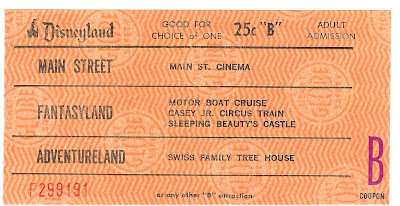 Disneyland GOOD FOR CHOICE of ONE 25c "B" ADULT ADMISSION
MAIN STREET MAIN ST. CINEMA
FANTASYLAND MOTOR BOAT CRUISE
CASEY JR. CIRCUS TRAIN
SLEEPING BEAUTY'S CASTLE
ADVENTURELAND SWISS FAMILY TREE HOUSE
B
F299191
or any other "B" attraction
COUPON